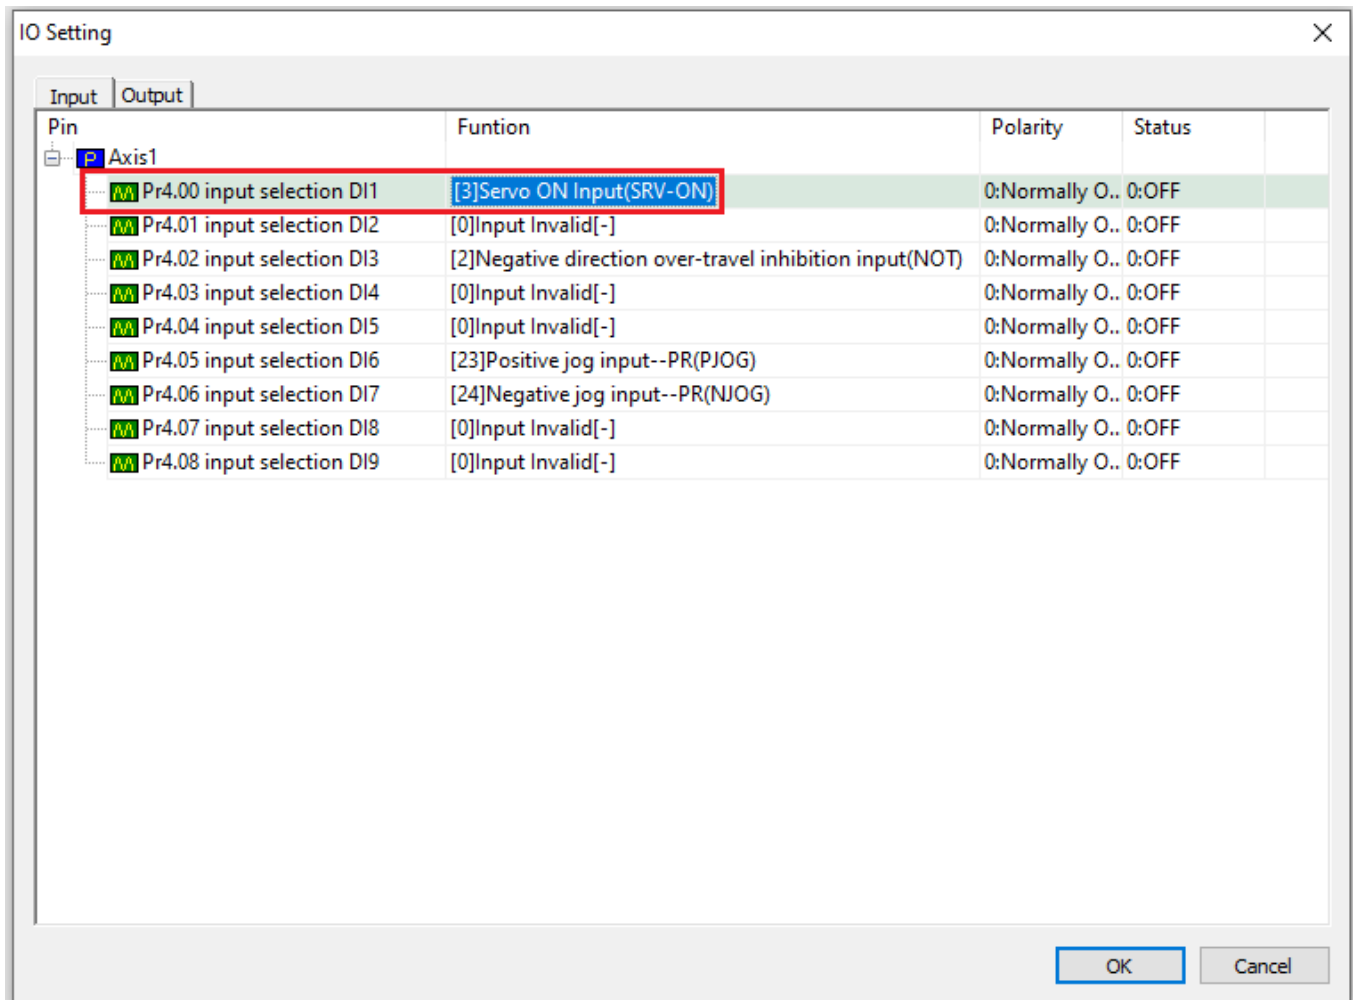 IO Setting
Input Output
Pin Funtion Polarity Status
P Axis1
Pr4.00 input selection DI1 [3]Servo ON Input(SRV-ON) 0:Normally O.. 0:OFF
Pr4.01 input selection DI2 [0]Input Invalid[-] 0:Normally O.. 0:OFF
Pr4.02 input selection DI3 [2]Negative direction over-travel inhibition input(NOT) 0:Normally O.. 0:OFF
Pr4.03 input selection DI4 [0]Input Invalid[-] 0:Normally O.. 0:OFF
Pr4.04 input selection DI5 [0]Input Invalid[-] 0:Normally O.. 0:OFF
Pr4.05 input selection DI6 [23]Positive jog input--PR(PJOG) 0:Normally O.. 0:OFF
Pr4.06 input selection DI7 [24]Negative jog input--PR(NJOG) 0:Normally O.. 0:OFF
Pr4.07 input selection DI8 [0]Input Invalid[-] 0:Normally O.. 0:OFF
Pr4.08 input selection DI9 [0]Input Invalid[-] 0:Normally O.. 0:OFF
OK Cancel